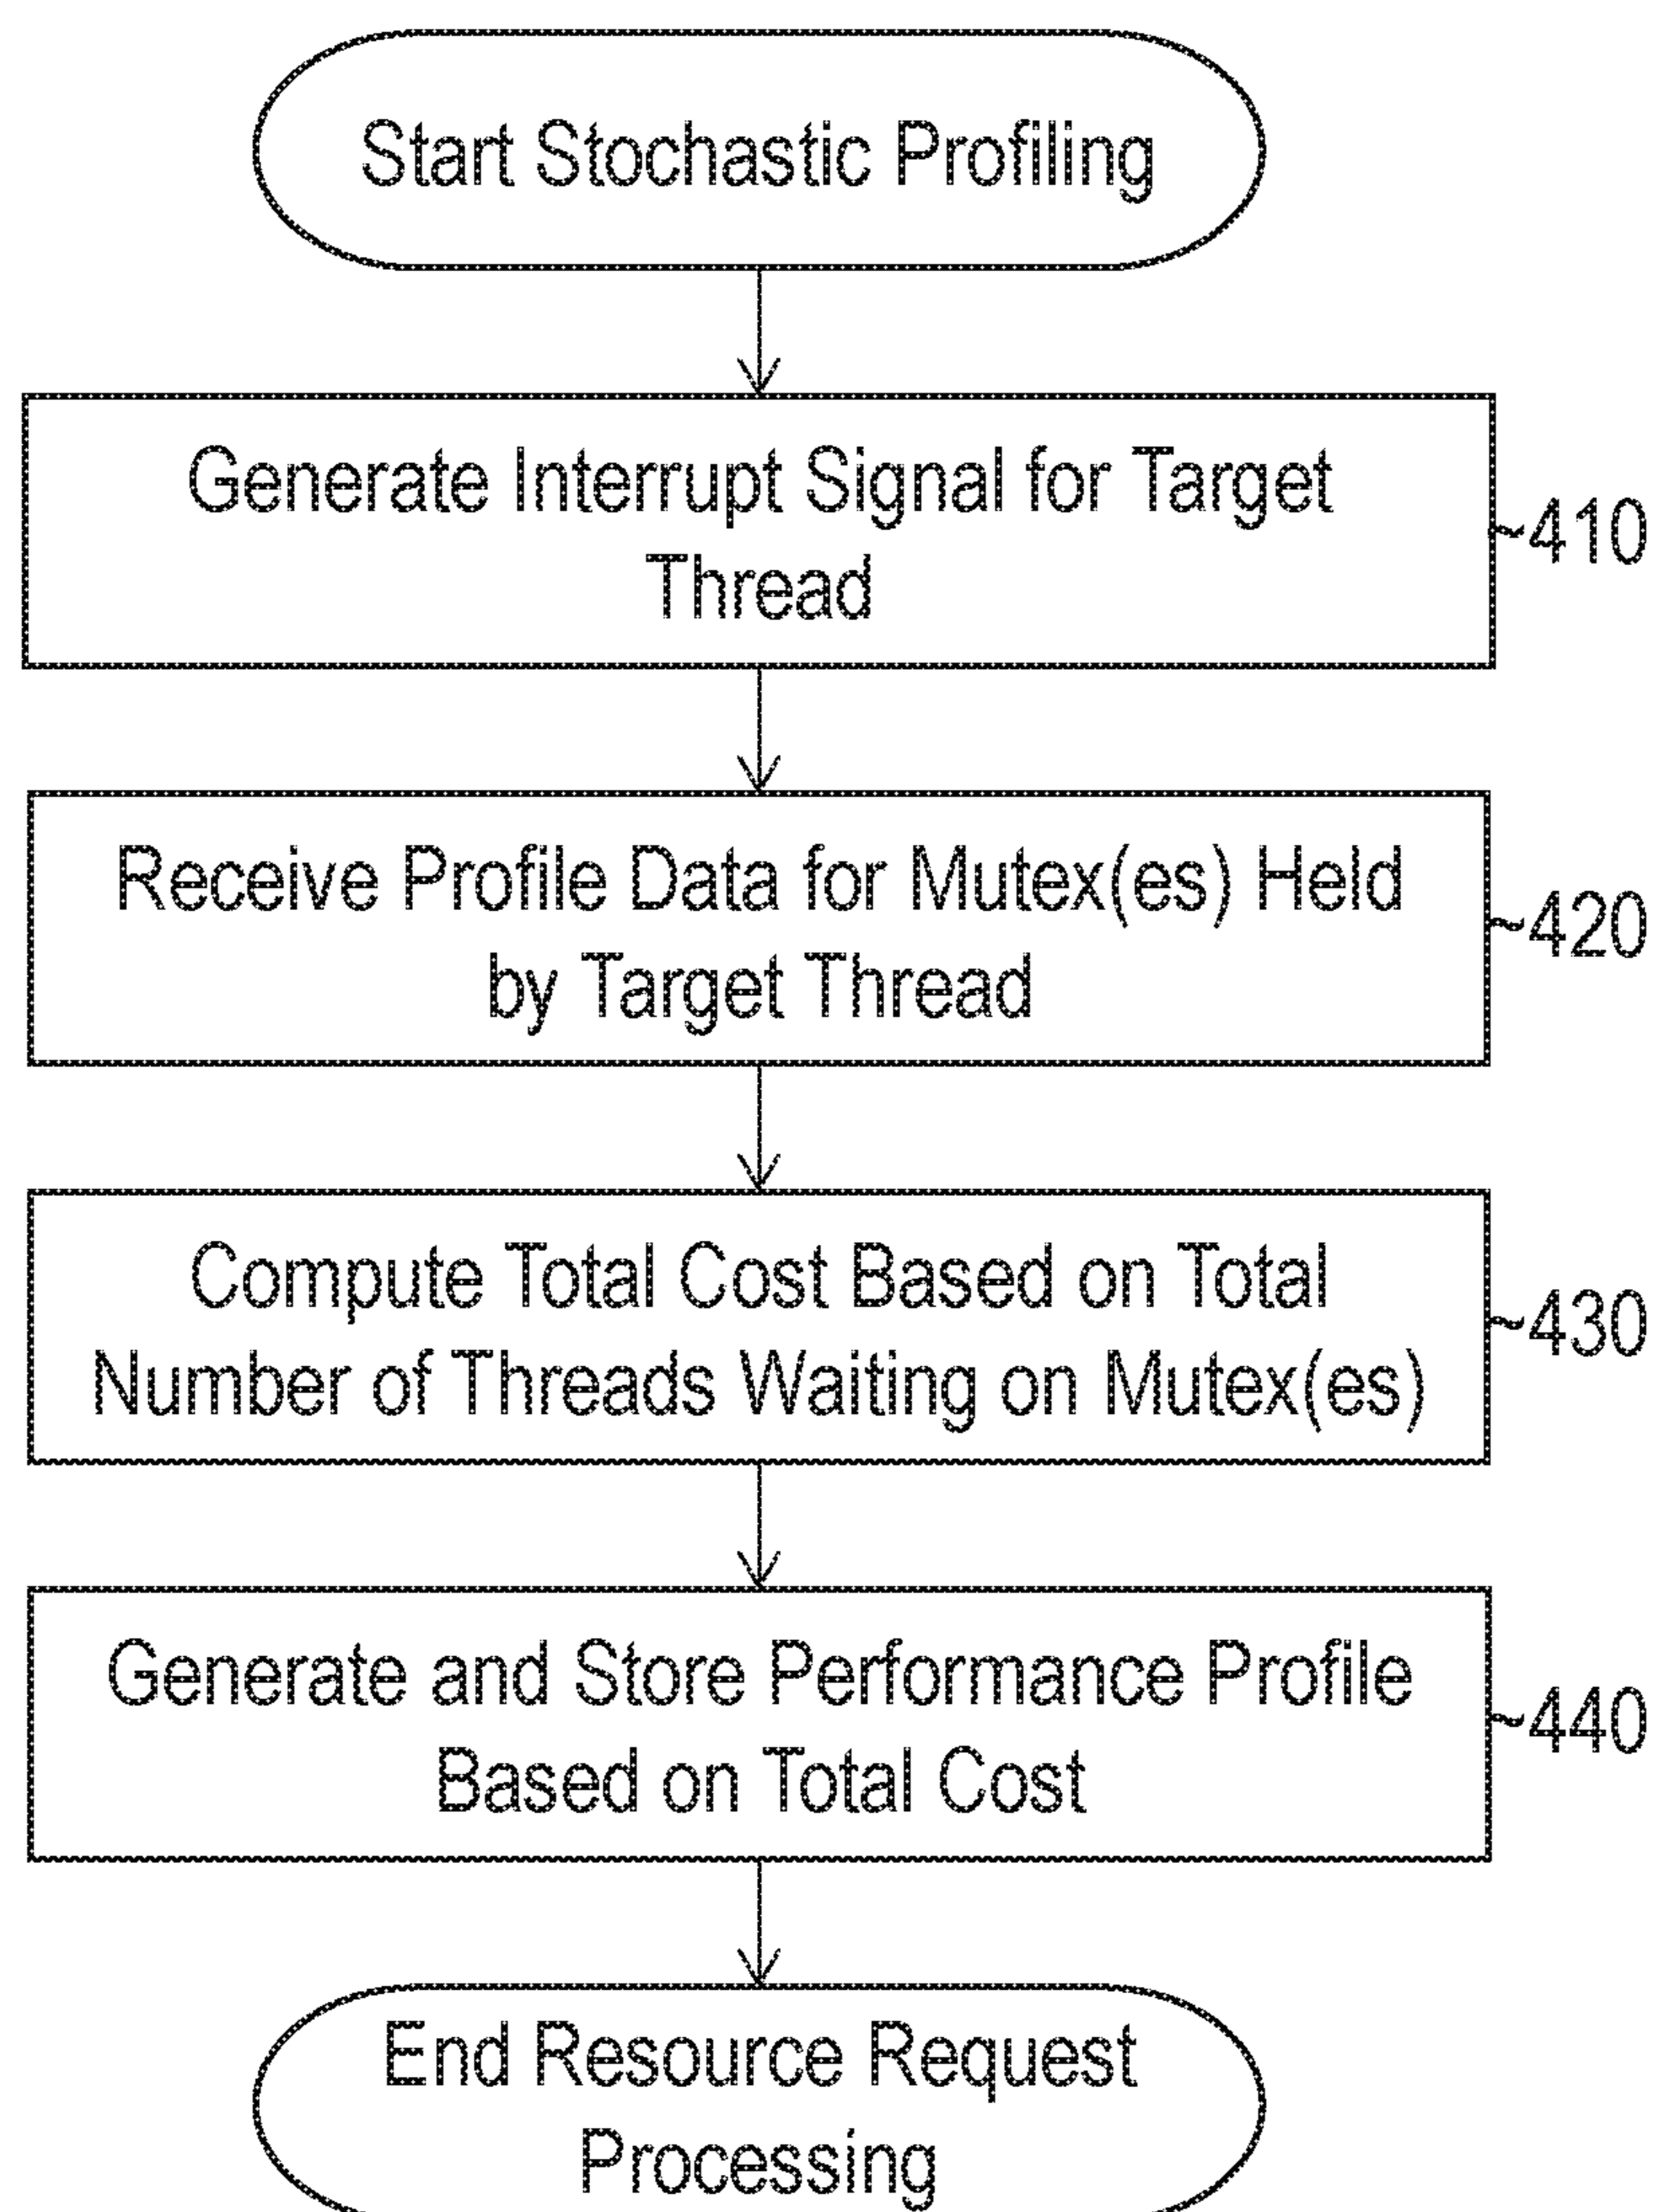 Start Stochastic Profiling
Generate Interrupt Signal for Target
Thread
~410
Receive Profile Data for Mutex(es) Held
by Target Thread
~420
Compute Total Cost Based on Total
Number of Threads Waiting on Mutex(es)
~430
Generate and Store Performance Profile
Based on Total Cost
~440
End Resource Request
Processing